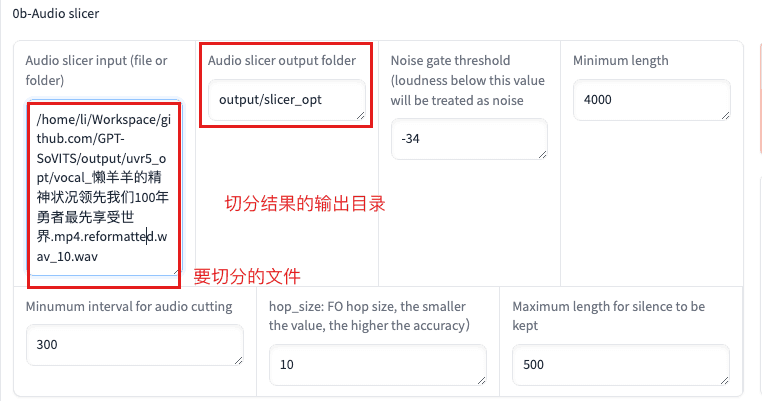 0b-Audio slicer
Audio slicer input (file or
folder)
/home/li/Workspace/gi
thub.com/GPT-
SoVITS/output/uvr5_o
pt/vocal_懒羊羊的精
神状况领先我们100年
勇者最先享受世
界.mp4.reformatted.w
av_10.wav
Audio slicer output folder
output/slicer_opt
Noise gate threshold
(loudness below this value
will be treated as noise
-34
Minimum length
4000
切分结果的输出目录
要切分的文件
Minumum interval for audio cutting
300
hop_size: FO hop size, the smaller
the value, the higher the accuracy）
10
Maximum length for silence to be
kept
500